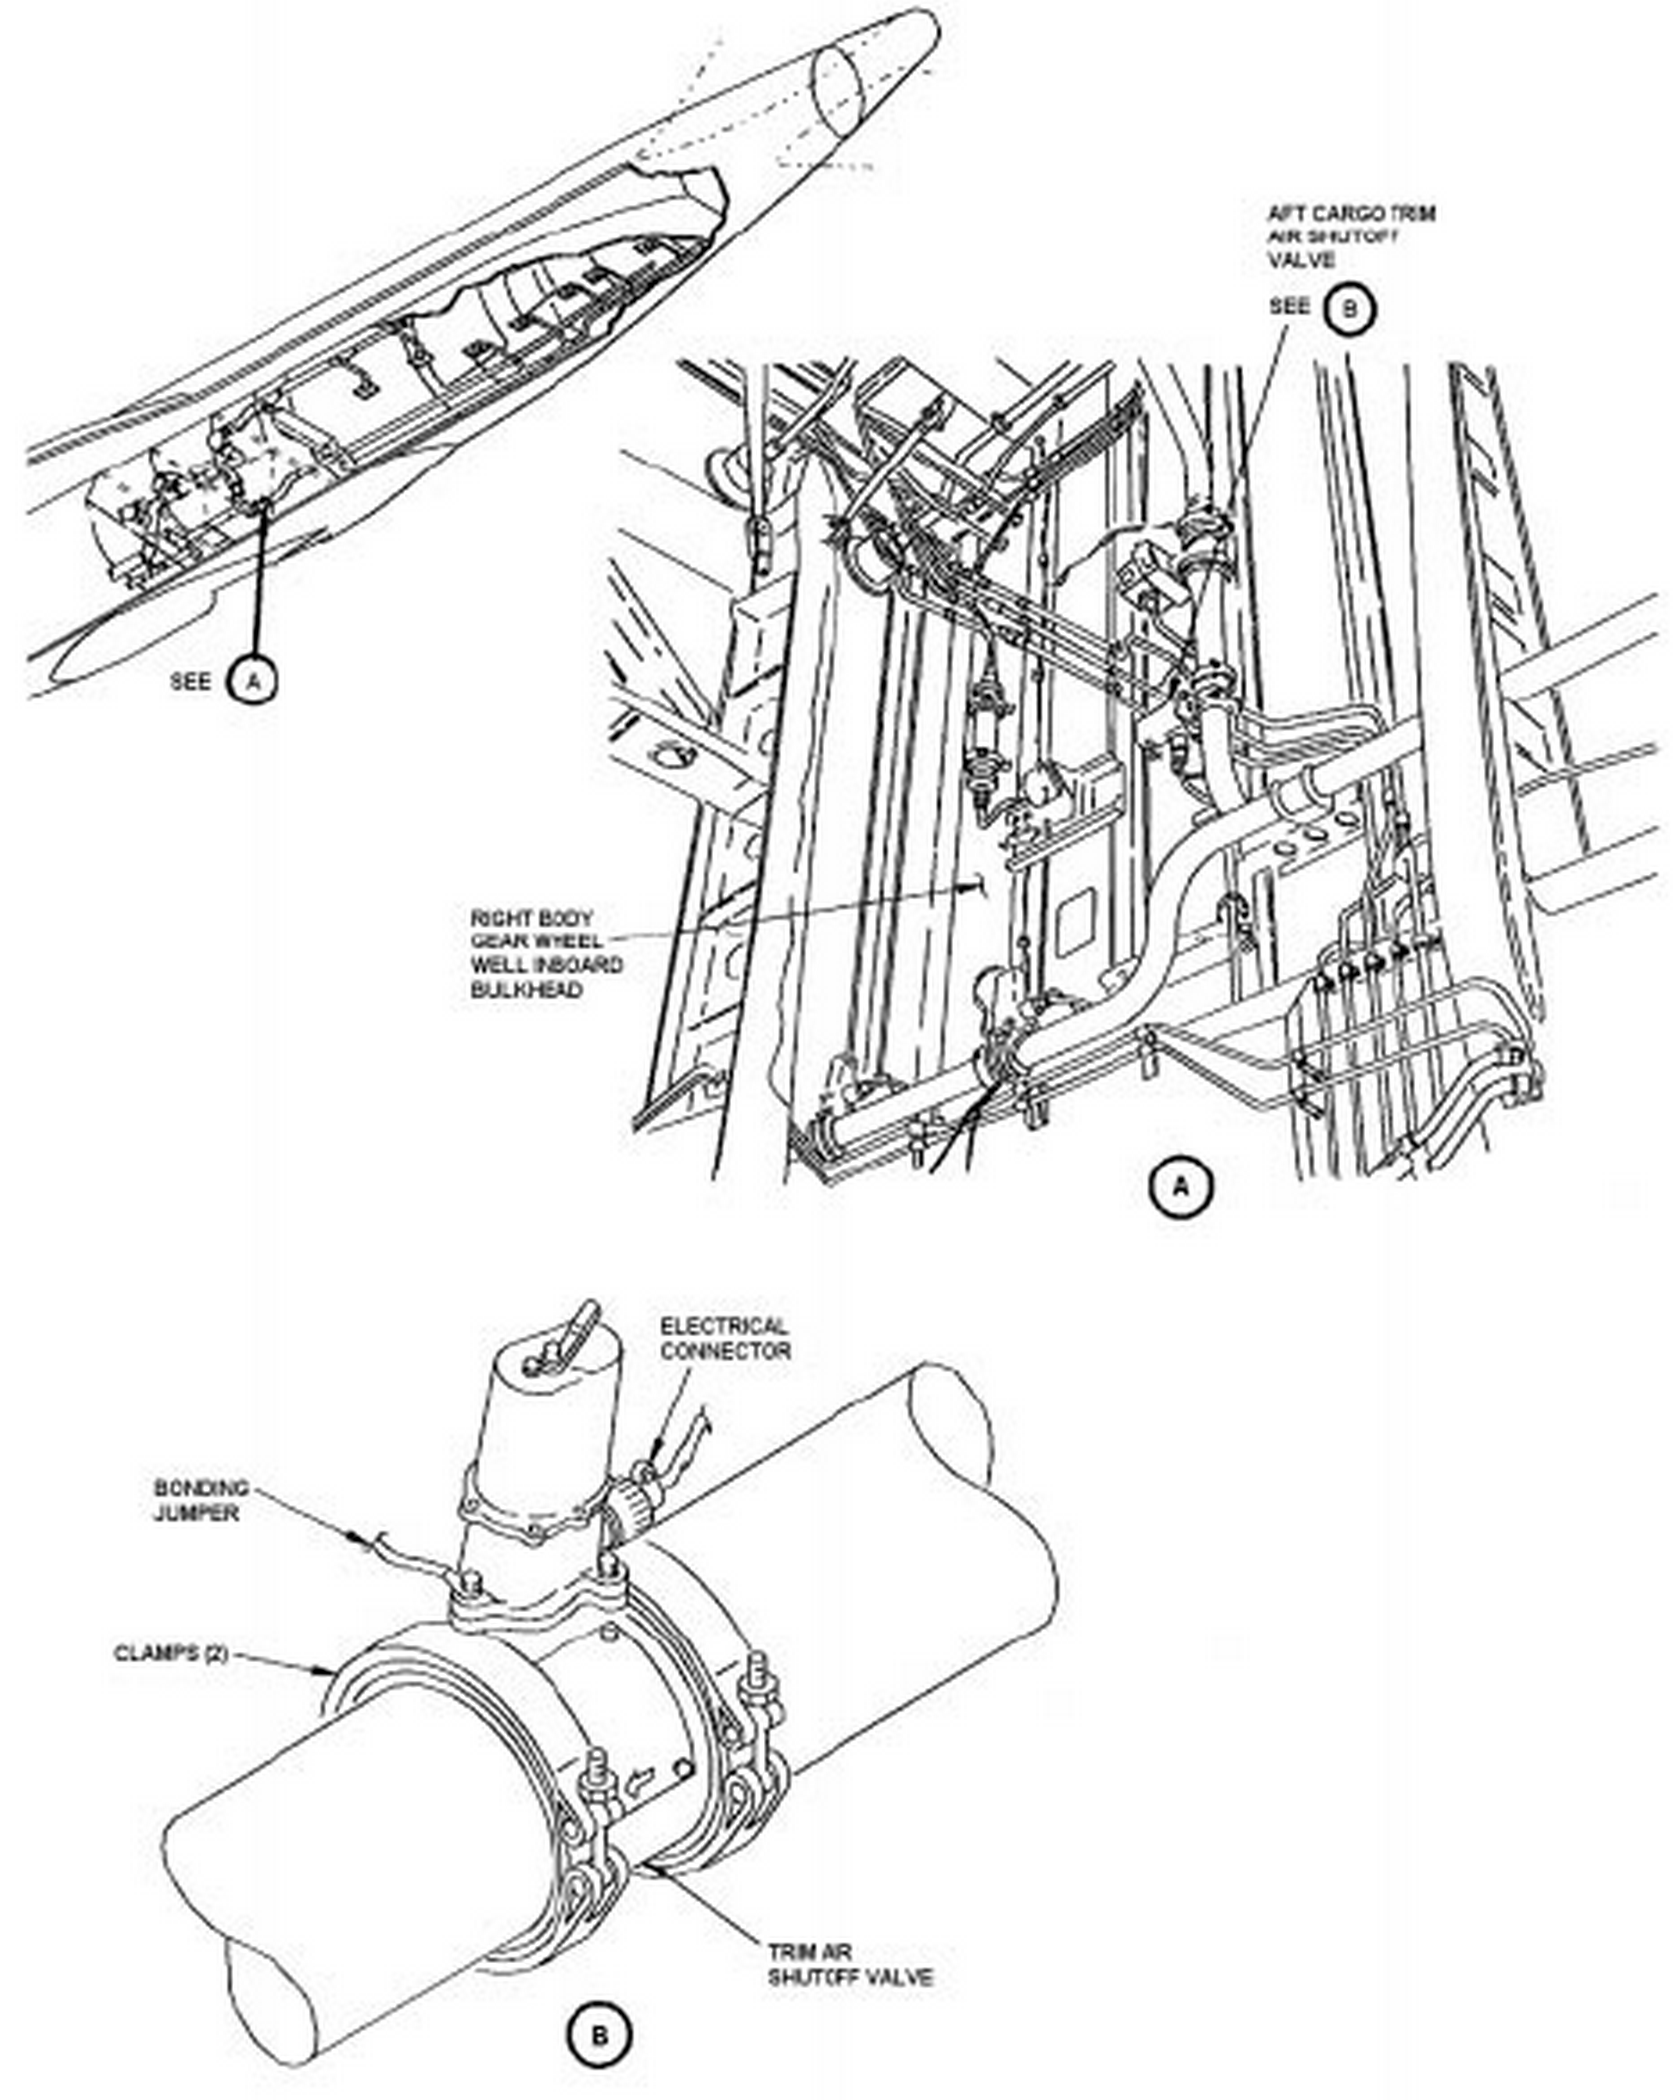 AFT CARGO TRIM
AIR SHUTOFF
VALVE
SEE B
SEE A
RIGHT BODY
GEAR WHEEL
WELL INBOARD
BULKHEAD
A
ELECTRICAL
CONNECTOR
BONDING
JUMPER
CLAMPS (2)
TRIM AIR
SHUTOFF VALVE
B